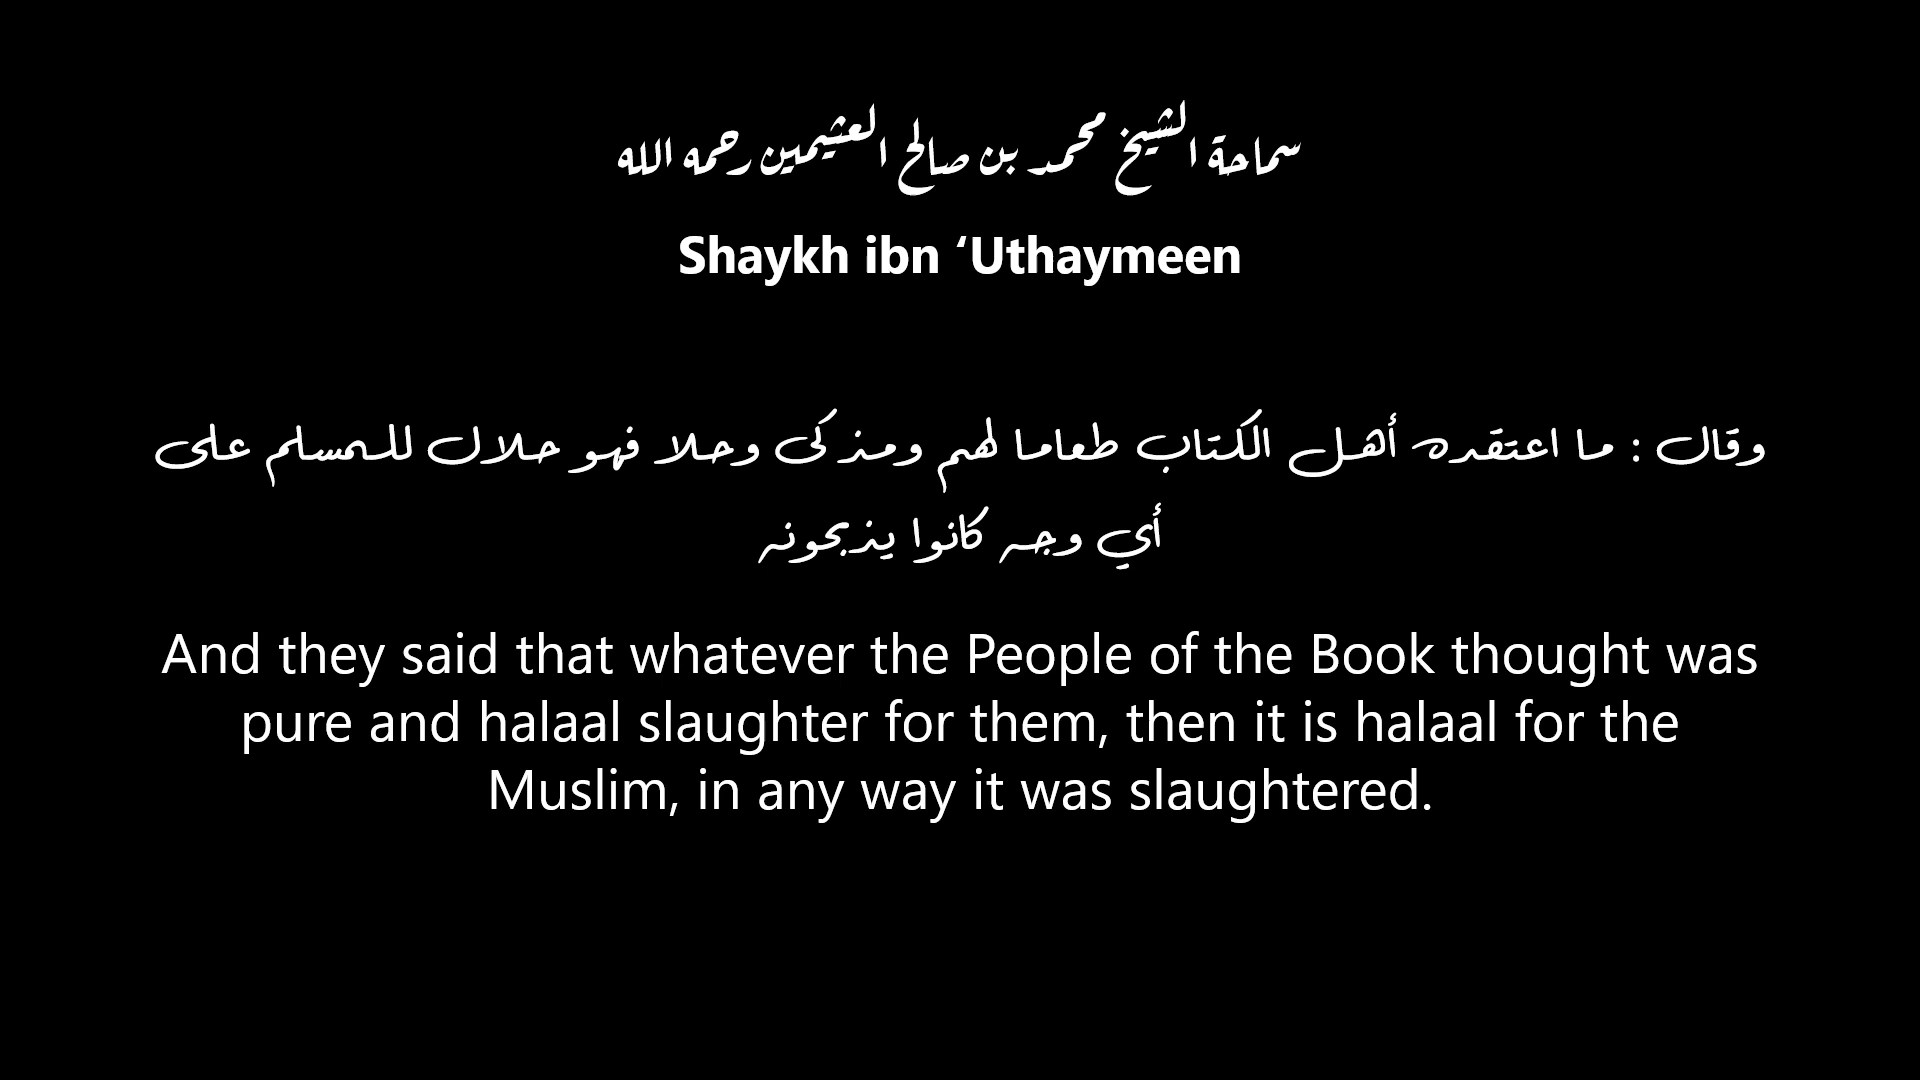 سماحة الشيخ محمد بن صالح العثيمين رحمه الله
Shaykh ibn ‘Uthaymeen
وقال : ما اعتقده أهل الكتاب طعاما لهم ومذكى وحلا فهو حلال للمسلم على
أي وجه كانوا يذبحونه
And they said that whatever the People of the Book thought was
pure and halaal slaughter for them, then it is halaal for the
Muslim, in any way it was slaughtered.